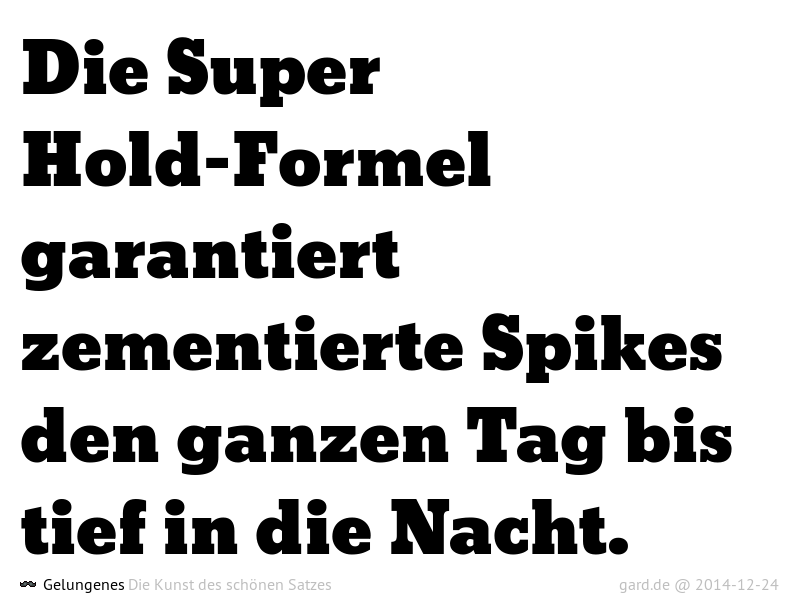 Die Super
Hold-Formel
garantiert
zementierte Spikes
den ganzen Tag bis
tief in die Nacht.
Gelungenes Die Kunst des schönen Satzes gard.de @ 2014-12-24